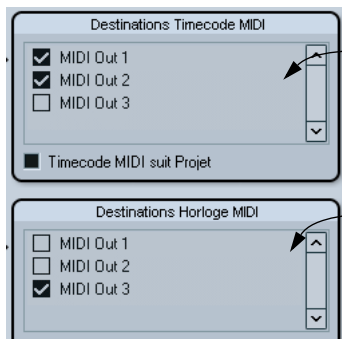 Destinations Timecode MIDI
MIDI Out 1
MIDI Out 2
MIDI Out 3
Timecode MIDI suit Projet
Destinations Horloge MIDI
MIDI Out 1
MIDI Out 2
MIDI Out 3